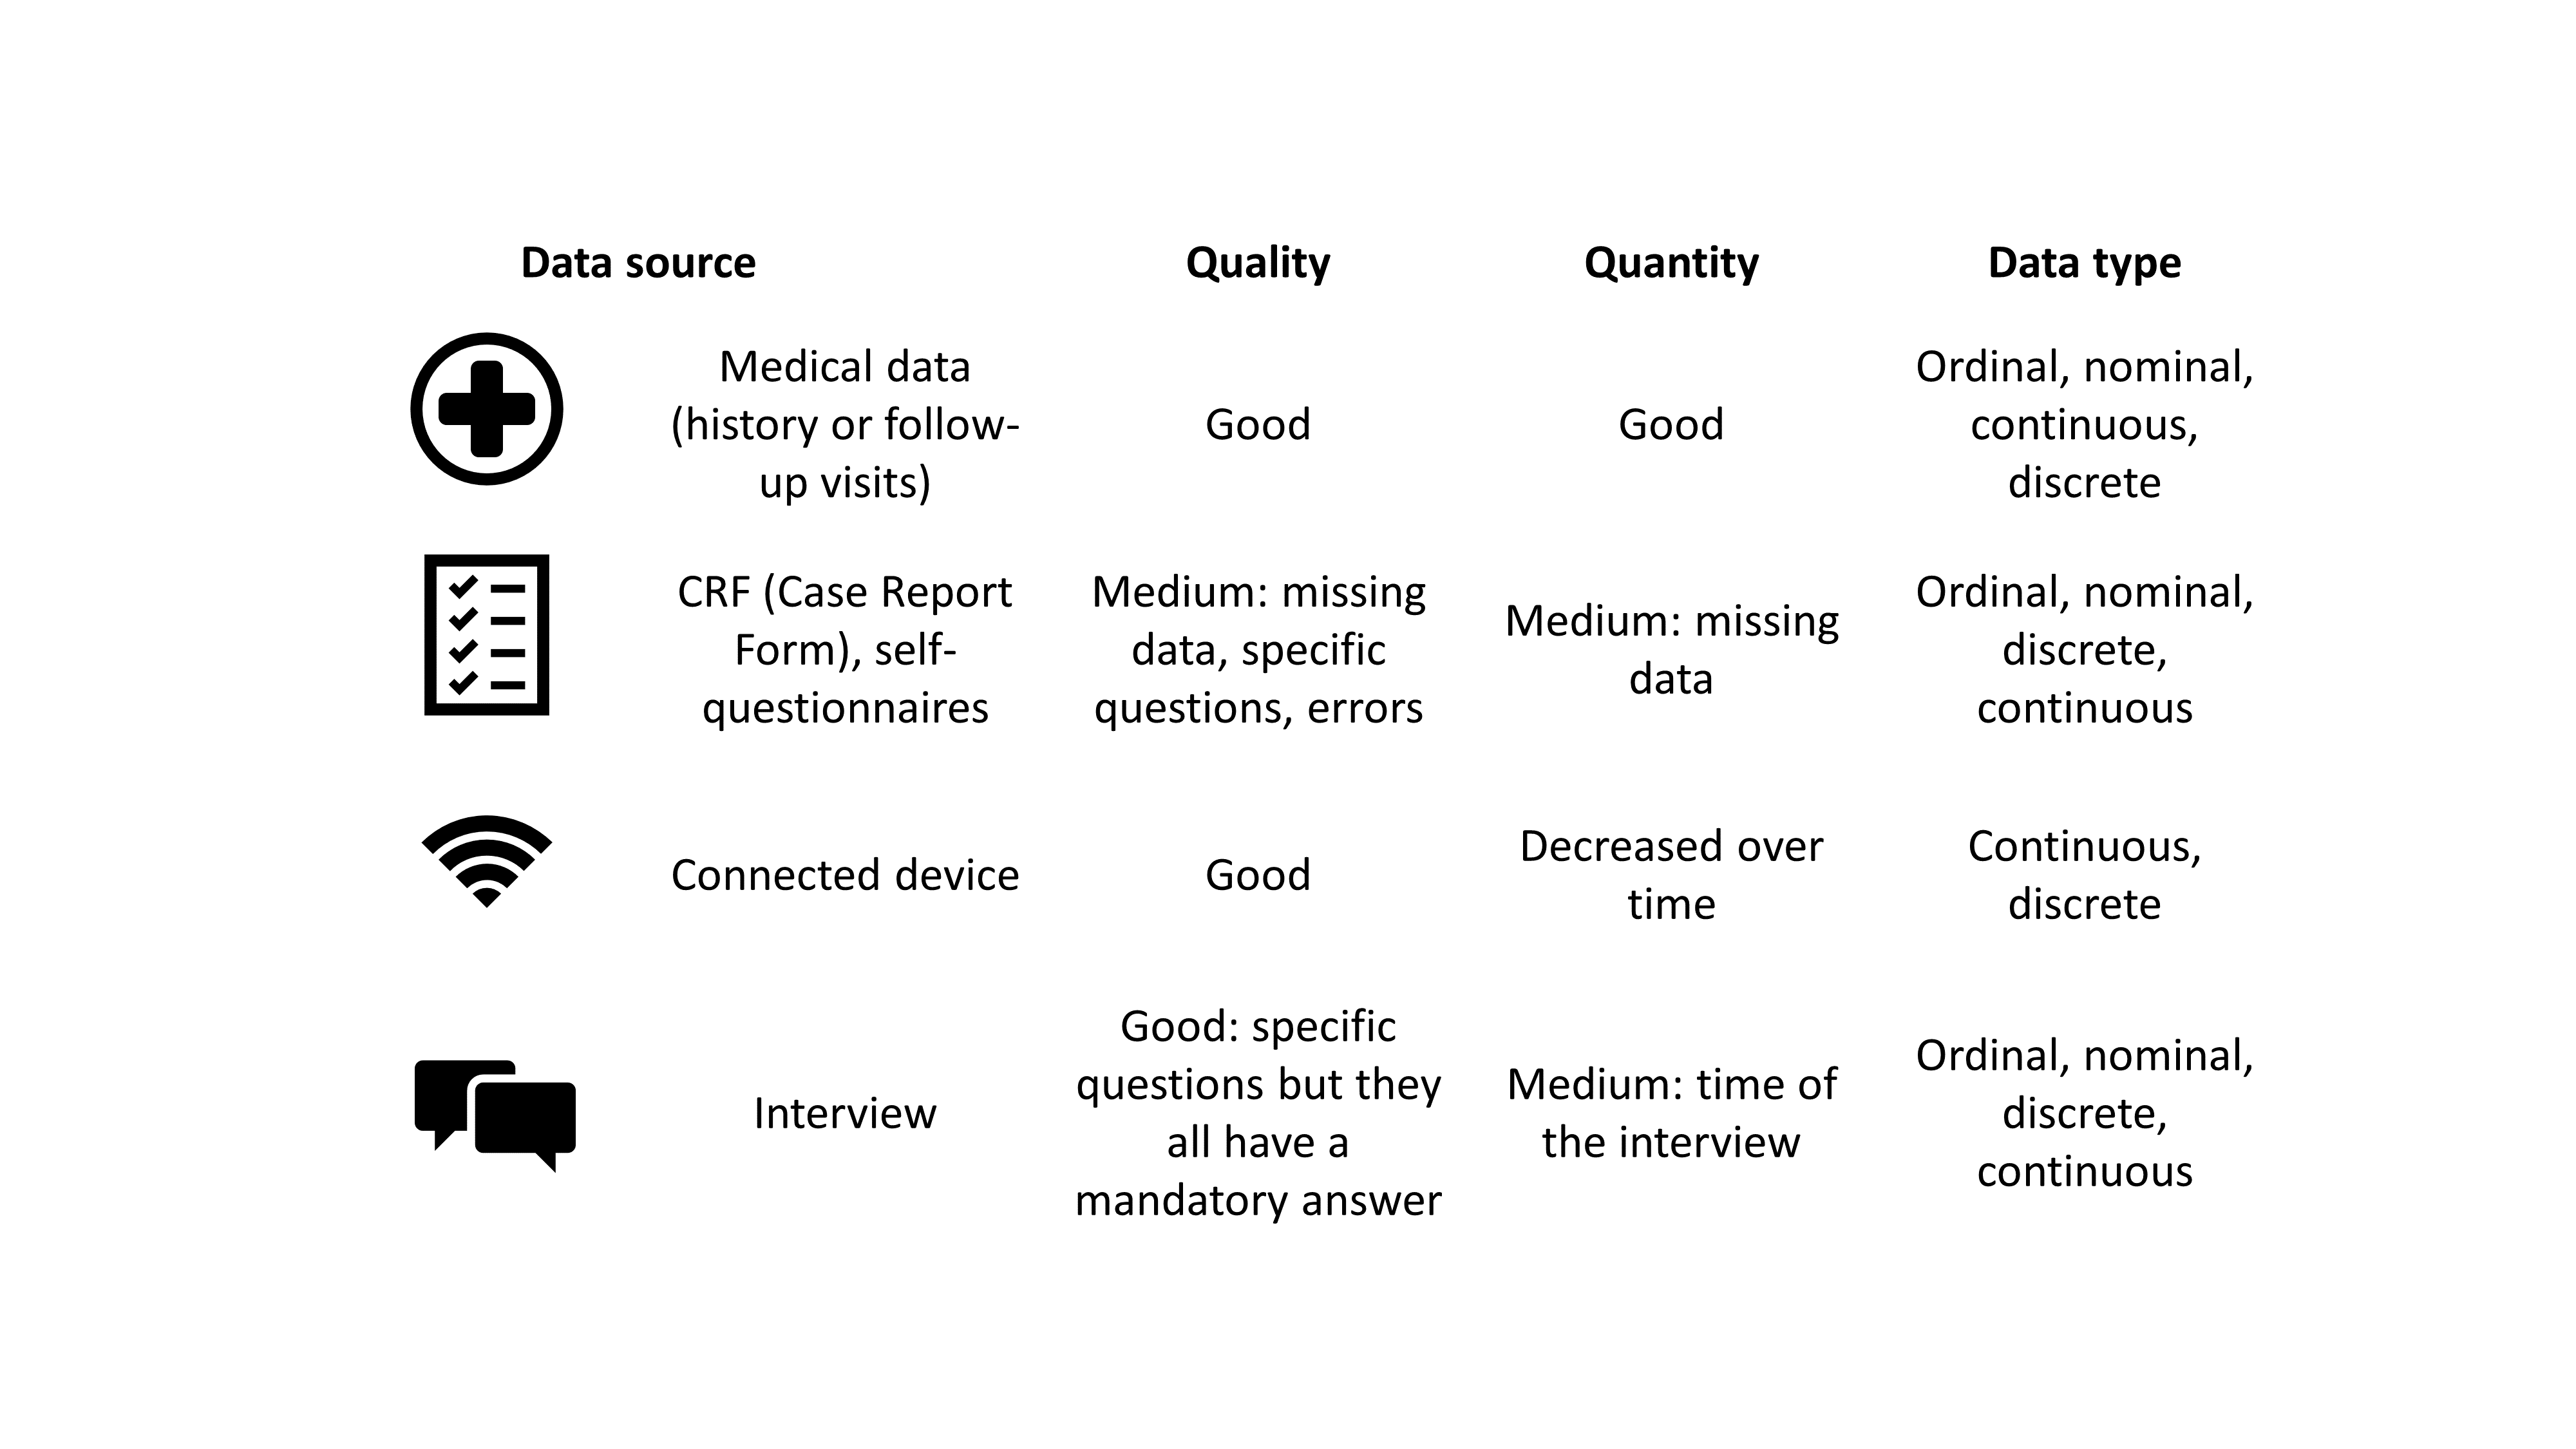 Data source Quality Quantity Data type
Medical data
(history or follow-
up visits)
Good
Good
Ordinal, nominal,
continuous,
discrete
CRF (Case Report
Form), self-
questionnaires
Medium: missing
data, specific
questions, errors
Medium: missing
data
Ordinal, nominal,
discrete,
continuous
Connected device
Good
Decreased over
time
Continuous,
discrete
Interview
Good: specific
questions but they
all have a
mandatory answer
Medium: time of
the interview
Ordinal, nominal,
discrete,
continuous